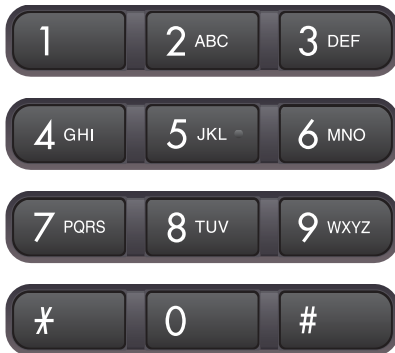 1 2 ABC 3 DEF
4 GHI 5 JKL 6 MNO
7 PQRS 8 TUV 9 WXYZ
* 0 #